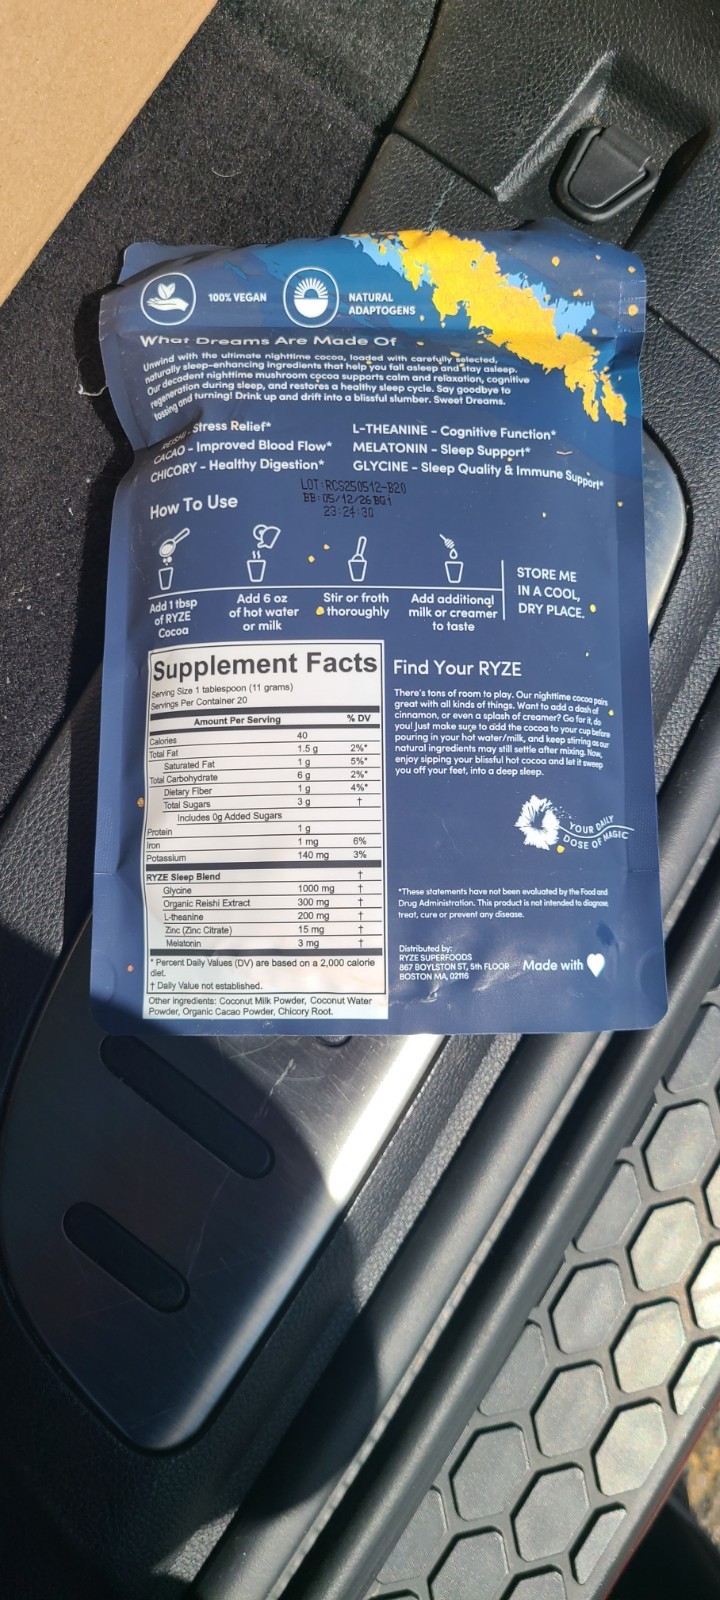 100% VEGAN
NATURAL
ADAPTOGENS
What Dreams Are Made Of
Unwind with the ultimate nighttime cocoa, loaded with carefully selected,
naturally sleep-enhancing ingredients that help you fall asleep and stay asleep.
Our decadent nighttime mushroom cocoa supports calm and relaxation, cognitive
regeneration during sleep, and restores a healthy sleep cycle. Say goodbye to
tossing and turning! Drink up and drift into a blissful slumber. Sweet Dreams.
REISHI - Stress Relief*
CACAO - Improved Blood Flow*
CHICORY - Healthy Digestion*
L-THEANINE - Cognitive Function*
MELATONIN - Sleep Support*
GLYCINE - Sleep Quality & Immune Support*
LOT:RCS250512-B20
BB:05/12/26 BG1
23:24:30
How To Use
Add 1 tbsp
of RYZE
Cocoa
Add 6 oz
of hot water
or milk
Stir or froth
thoroughly
Add additional
milk or creamer
to taste
STORE ME
IN A COOL,
DRY PLACE.
Supplement Facts
Serving Size 1 tablespoon (11 grams)
Servings Per Container 20
Amount Per Serving % DV
Calories 40
Total Fat 1.5 g 2%*
Saturated Fat 1 g 5%*
Total Carbohydrate 6 g 2%*
Dietary Fiber 1 g 4%*
Total Sugars 3 g †
Includes 0g Added Sugars
Protein 1 g
Iron 1 mg 6%
Potassium 140 mg 3%
RYZE Sleep Blend †
Glycine 1000 mg †
Organic Reishi Extract 300 mg †
L-theanine 200 mg †
Zinc (Zinc Citrate) 15 mg †
Melatonin 3 mg †
* Percent Daily Values (DV) are based on a 2,000 calorie
diet.
† Daily Value not established.
Other Ingredients: Coconut Milk Powder, Coconut Water
Powder, Organic Cacao Powder, Chicory Root.
Find Your RYZE
There's tons of room to play. Our nighttime cocoa pairs
great with all kinds of things. Want to add a dash of
cinnamon, or even a splash of creamer? Go for it, do
you! Just make sure to add the cocoa to your cup before
pouring in your hot water/milk, and keep stirring as our
natural ingredients may still settle after mixing. Now,
enjoy sipping your blissful hot cocoa and let it sweep
you off your feet, into a deep sleep.
YOUR DAILY
DOSE OF MAGIC
*These statements have not been evaluated by the Food and
Drug Administration. This product is not intended to diagnose,
treat, cure or prevent any disease.
Distributed by:
RYZE SUPERFOODS
867 BOYLSTON ST, 5th FLOOR
BOSTON MA, 02116
Made with